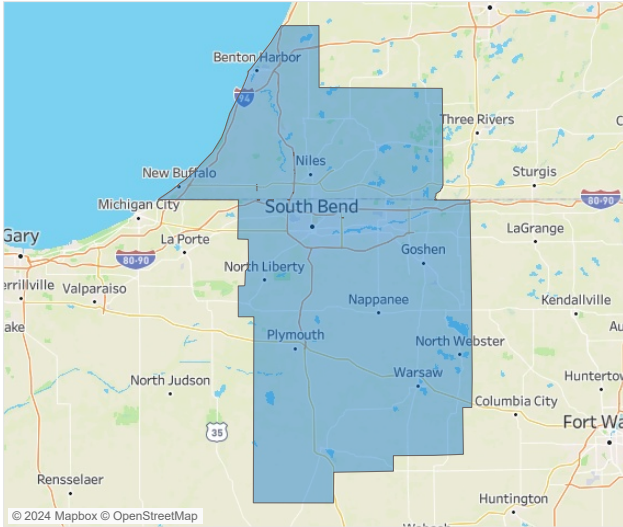 Benton Harbor
94
Three Rivers
C
Niles
New Buffalo
Sturgis
Michigan City
South Bend
80-90
Gary
La Porte
LaGrange
80-90
Goshen
North Liberty
errillville
Valparaiso
Nappanee
Kendallville
ake
Au
Plymouth
North Webster
Warsaw
North Judson
Huntertow
Columbia City
35
Fort Wa
Rensselaer
Huntington
© 2024 Mapbox © OpenStreetMap